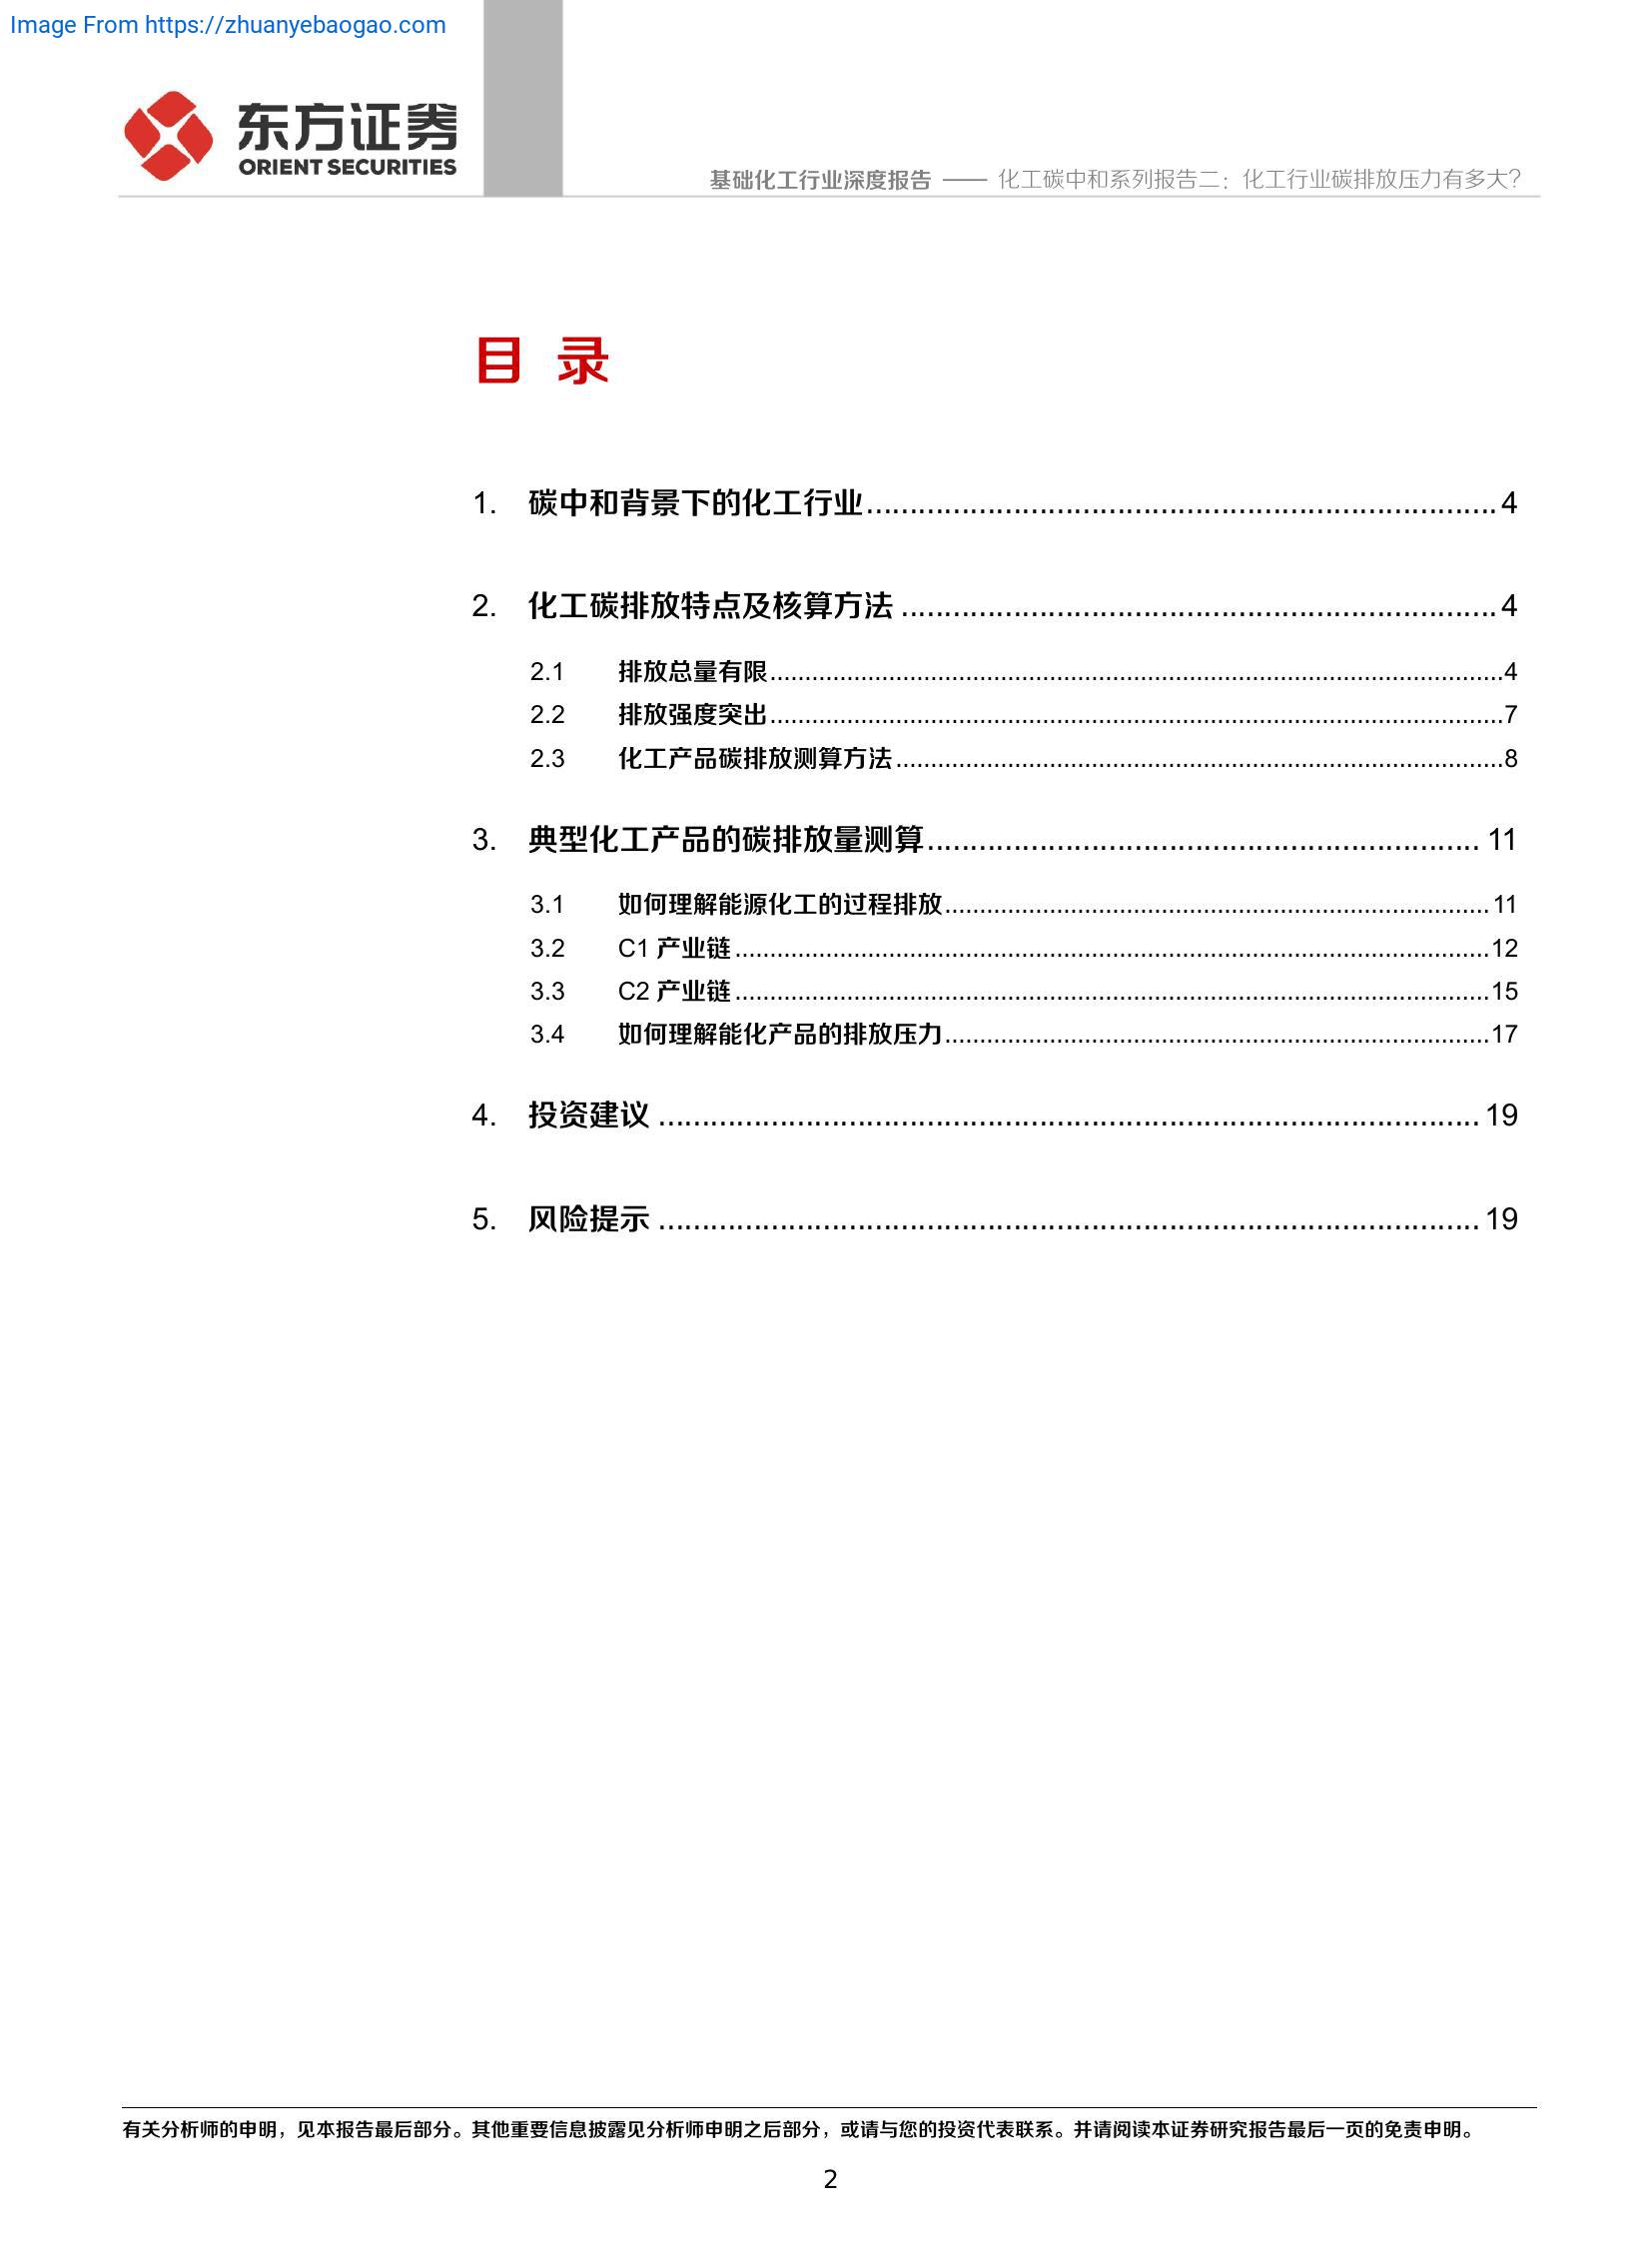 Image From https://zhuanyebaogao.com
东方证券
ORIENT SECURITIES
基础化工行业深度报告 —— 化工碳中和系列报告二：化工行业碳排放压力有多大？
目 录
1. 碳中和背景下的化工行业 4
2. 化工碳排放特点及核算方法 4
2.1 排放总量有限 4
2.2 排放强度突出 7
2.3 化工产品碳排放测算方法 8
3. 典型化工产品的碳排放量测算 11
3.1 如何理解能源化工的过程排放 11
3.2 C1 产业链 12
3.3 C2 产业链 15
3.4 如何理解能化产品的排放压力 17
4. 投资建议 19
5. 风险提示 19
有关分析师的申明，见本报告最后部分。其他重要信息披露见分析师申明之后部分，或请与您的投资代表联系。并请阅读本证券研究报告最后一页的免责申明。
2